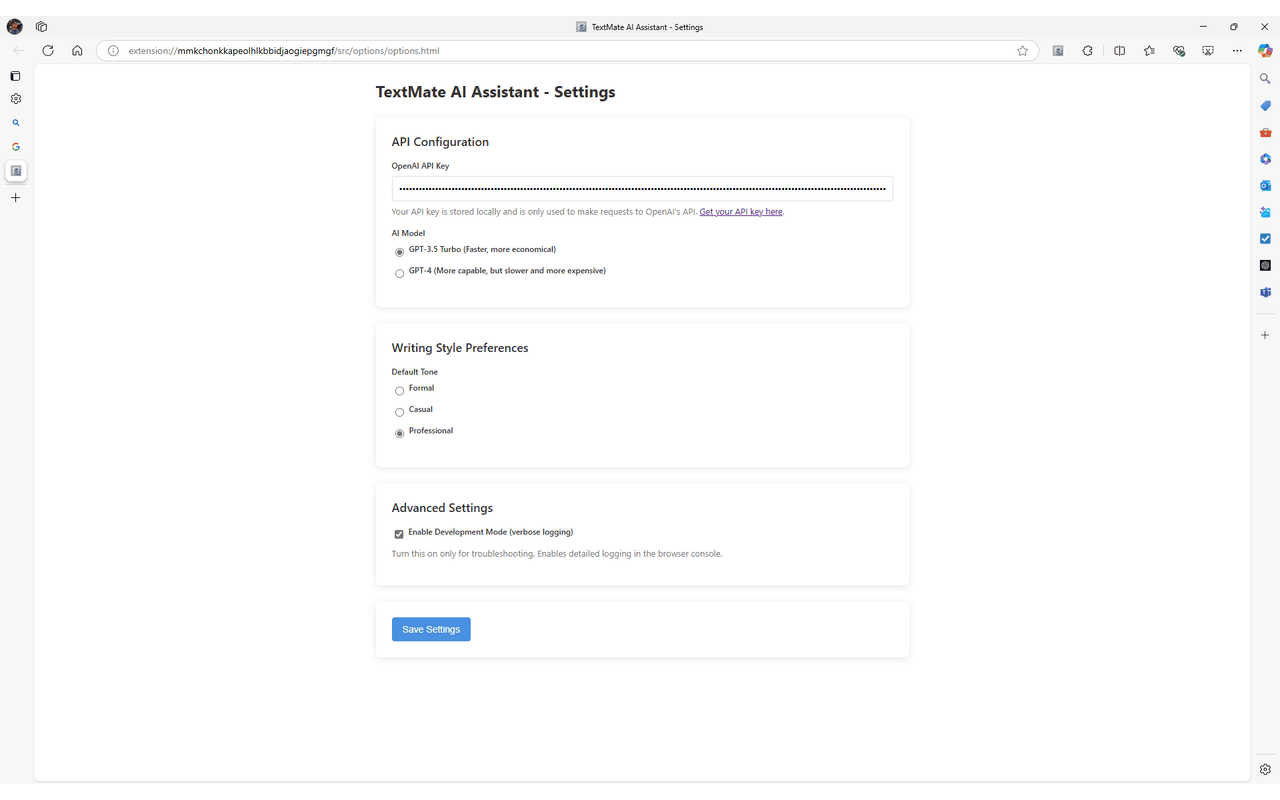 TextMate AI Assistant - Settings
extension://mmkchonkkapeolhlkbbidjaogiepgmgf/src/options/options.html
TextMate AI Assistant - Settings
API Configuration
OpenAI API Key
Your API key is stored locally and is only used to make requests to OpenAI's API. Get your API key here.
AI Model
GPT-3.5 Turbo (Faster, more economical)
GPT-4 (More capable, but slower and more expensive)
Writing Style Preferences
Default Tone
Formal
Casual
Professional
Advanced Settings
Enable Development Mode (verbose logging)
Turn this on only for troubleshooting. Enables detailed logging in the browser console.
Save Settings